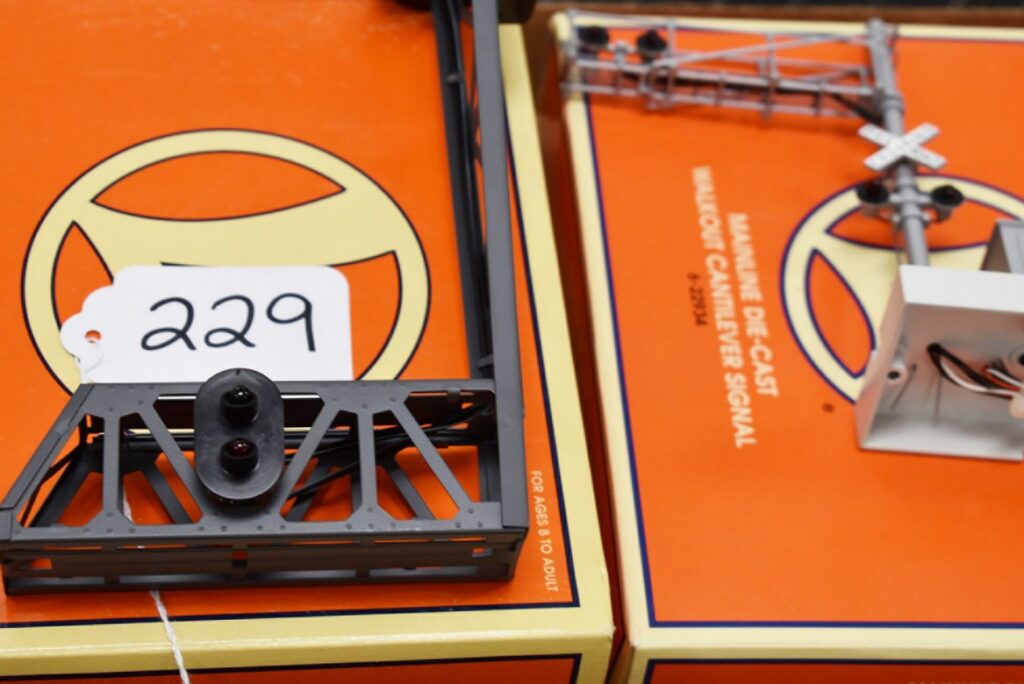 229
FOR AGES 8 TO ADULT
MAINLINE DIE-CAST
WALKOUT CANTILEVER SIGNAL
6-22934